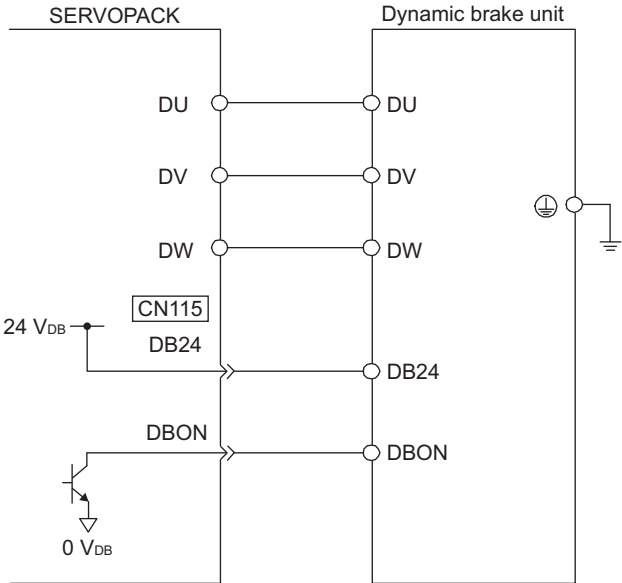 SERVOPACK
Dynamic brake unit
DU
DU
DV
DV
DW
DW
CN115
24 VDB
DB24
DB24
DBON
DBON
0 VDB